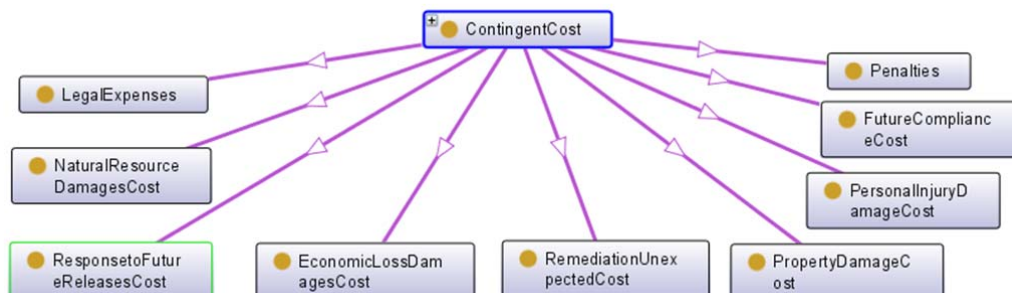 ContingentCost
LegalExpenses
Penalties
FutureComplianc
eCost
NaturalResource
DamagesCost
PersonalInjuryD
amageCost
ResponsetoFutur
eReleasesCost
EconomicLossDam
agesCost
RemediationUnex
pectedCost
PropertyDamageC
ost